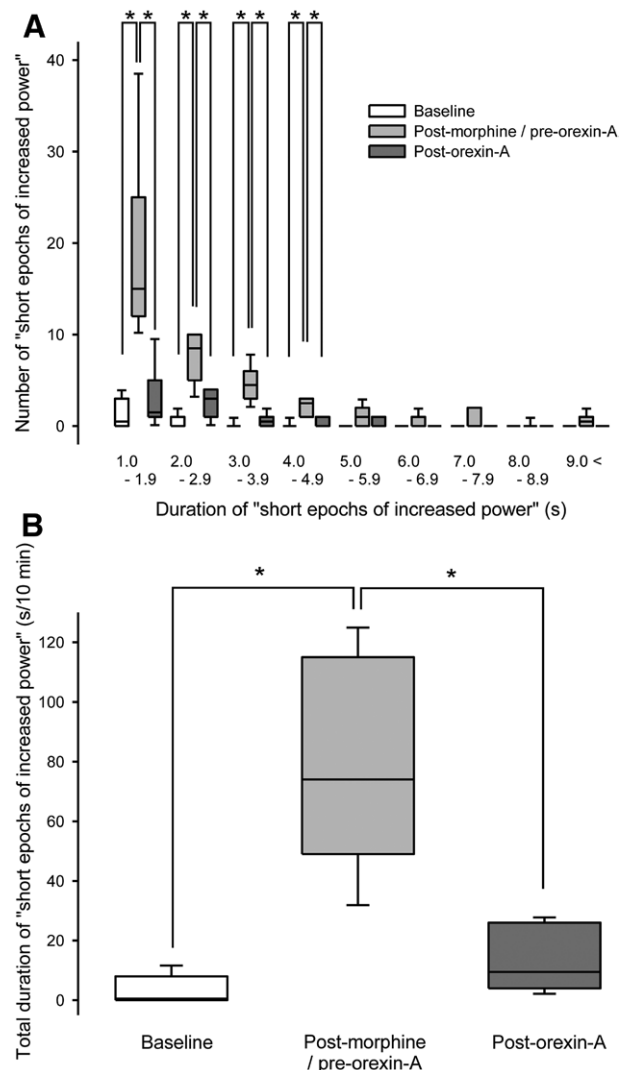 A
* * * * * * * *
Number of "short epochs of increased power"
40
30
20
10
0
Baseline
Post-morphine / pre-orexin-A
Post-orexin-A
1.0 2.0 3.0 4.0 5.0 6.0 7.0 8.0 9.0 <
- 1.9 - 2.9 - 3.9 - 4.9 - 5.9 - 6.9 - 7.9 - 8.9
Duration of "short epochs of increased power" (s)
B
* *
Total duration of "short epochs of increased power" (s/10 min)
120
100
80
60
40
20
0
Baseline Post-morphine Post-orexin-A
/ pre-orexin-A